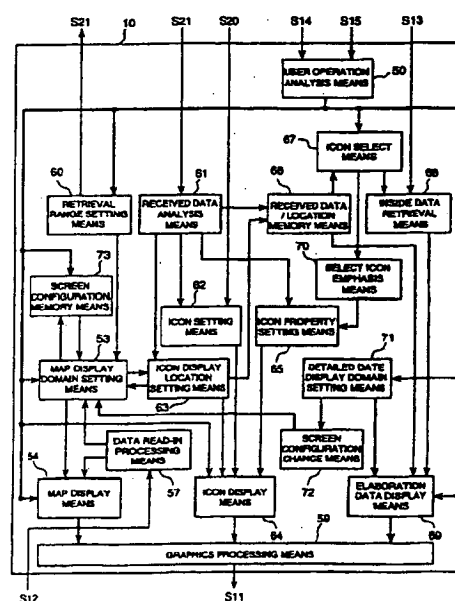 S21
10
S21
S20
S14
S15
S13
USER OPERATION
ANALYSIS MEANS
50
67
ICON SELECT
MEANS
60
RETRIEVAL
RANGE SETTING
MEANS
61
RECEIVED DATA
ANALYSIS
MEANS
66
RECEIVED DATA
/ LOCATION
MEMORY MEANS
68
INSIDE DATA
RETRIEVAL
MEANS
73
SCREEN
CONFIGURATION
MEMORY MEANS
62
ICON SETTING
MEANS
70
SELECT ICON
EMPHASIS MEANS
ICON PROPERTY
SETTING MEANS
65
53
MAP DISPLAY
DOMAIN SETTING
MEANS
ICON DISPLAY
LOCATION
SETTING MEANS
63
71
DETAILED DATE
DISPLAY DOMAIN
SETTING MEANS
DATA READ-IN
PROCESSING
MEANS
57
SCREEN
CONFIGURATION
CHANGE MEANS
72
54
MAP DISPLAY
MEANS
ICON DISPLAY
MEANS
64
ELABORATION
DATA DISPLAY
MEANS
69
59
GRAPHICS PROCESSING MEANS
S12
S11